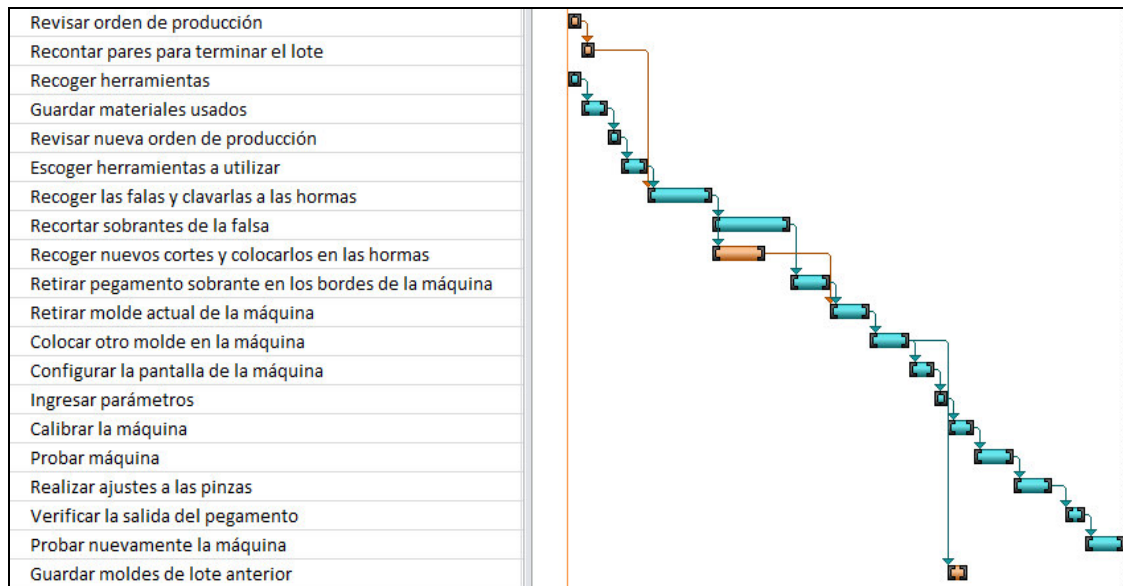 Revisar orden de producción
Recontar pares para terminar el lote
Recoger herramientas
Guardar materiales usados
Revisar nueva orden de producción
Escoger herramientas a utilizar
Recoger las falas y clavarlas a las hormas
Recortar sobrantes de la falsa
Recoger nuevos cortes y colocarlos en las hormas
Retirar pegamento sobrante en los bordes de la máquina
Retirar molde actual de la máquina
Colocar otro molde en la máquina
Configurar la pantalla de la máquina
Ingresar parámetros
Calibrar la máquina
Probar máquina
Realizar ajustes a las pinzas
Verificar la salida del pegamento
Probar nuevamente la máquina
Guardar moldes de lote anterior